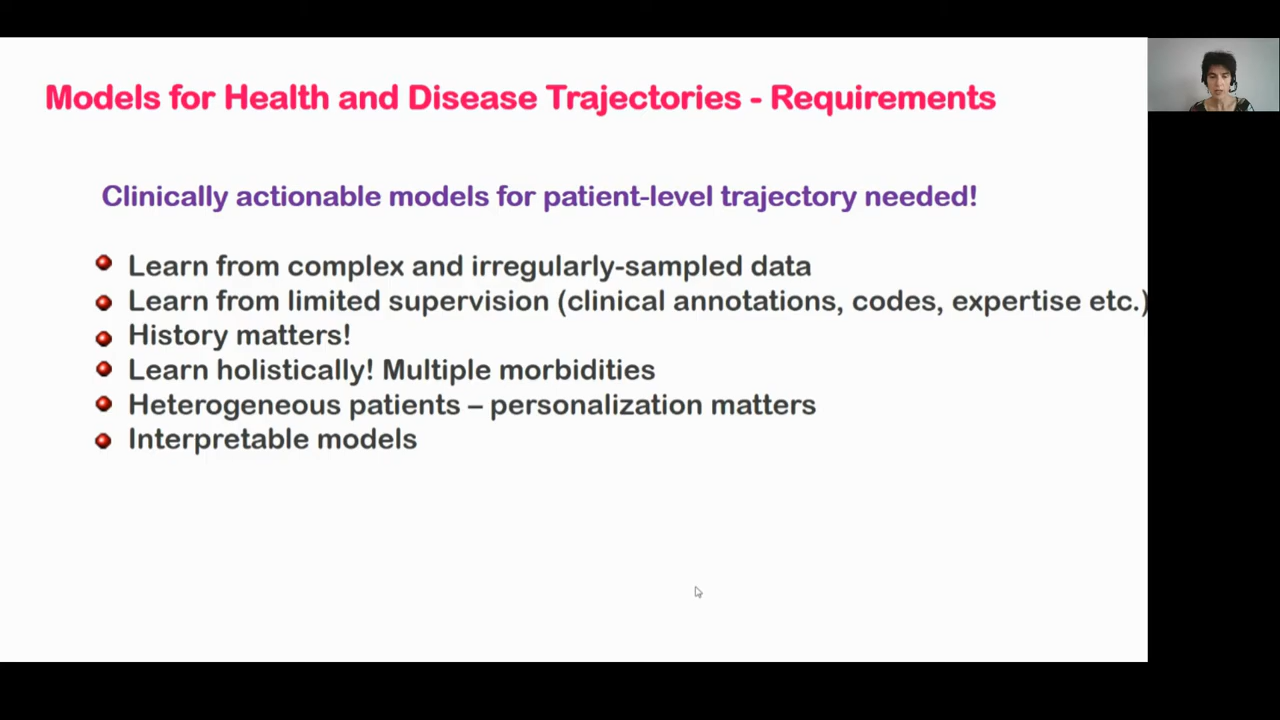 Models for Health and Disease Trajectories - Requirements
Clinically actionable models for patient-level trajectory needed!
Learn from complex and irregularly-sampled data
Learn from limited supervision (clinical annotations, codes, expertise etc.)
History matters!
Learn holistically! Multiple morbidities
Heterogeneous patients – personalization matters
Interpretable models